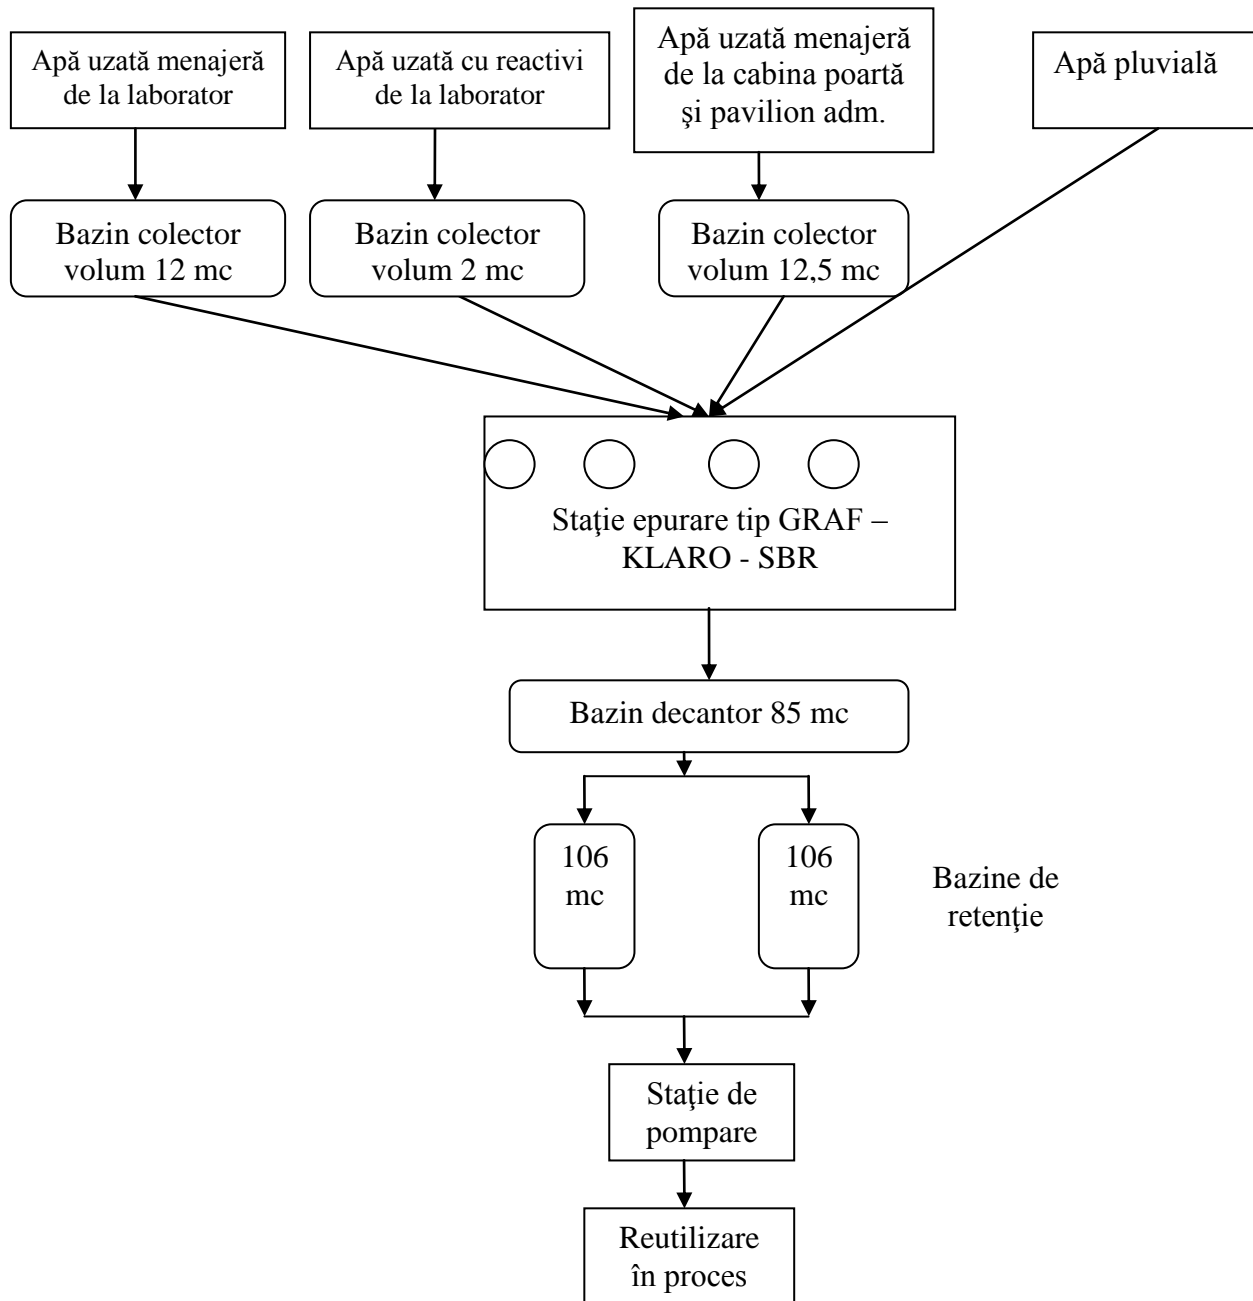 Apă uzată menajeră
de la laborator
Apă uzată cu reactivi
de la laborator
Apă uzată menajeră
de la cabina poartă
şi pavilion adm.
Apă pluvială
Bazin colector
volum 12 mc
Bazin colector
volum 2 mc
Bazin colector
volum 12,5 mc
Staţie epurare tip GRAF –
KLARO - SBR
Bazin decantor 85 mc
106
mc
106
mc
Bazine de
retenţie
Staţie de
pompare
Reutilizare
în proces